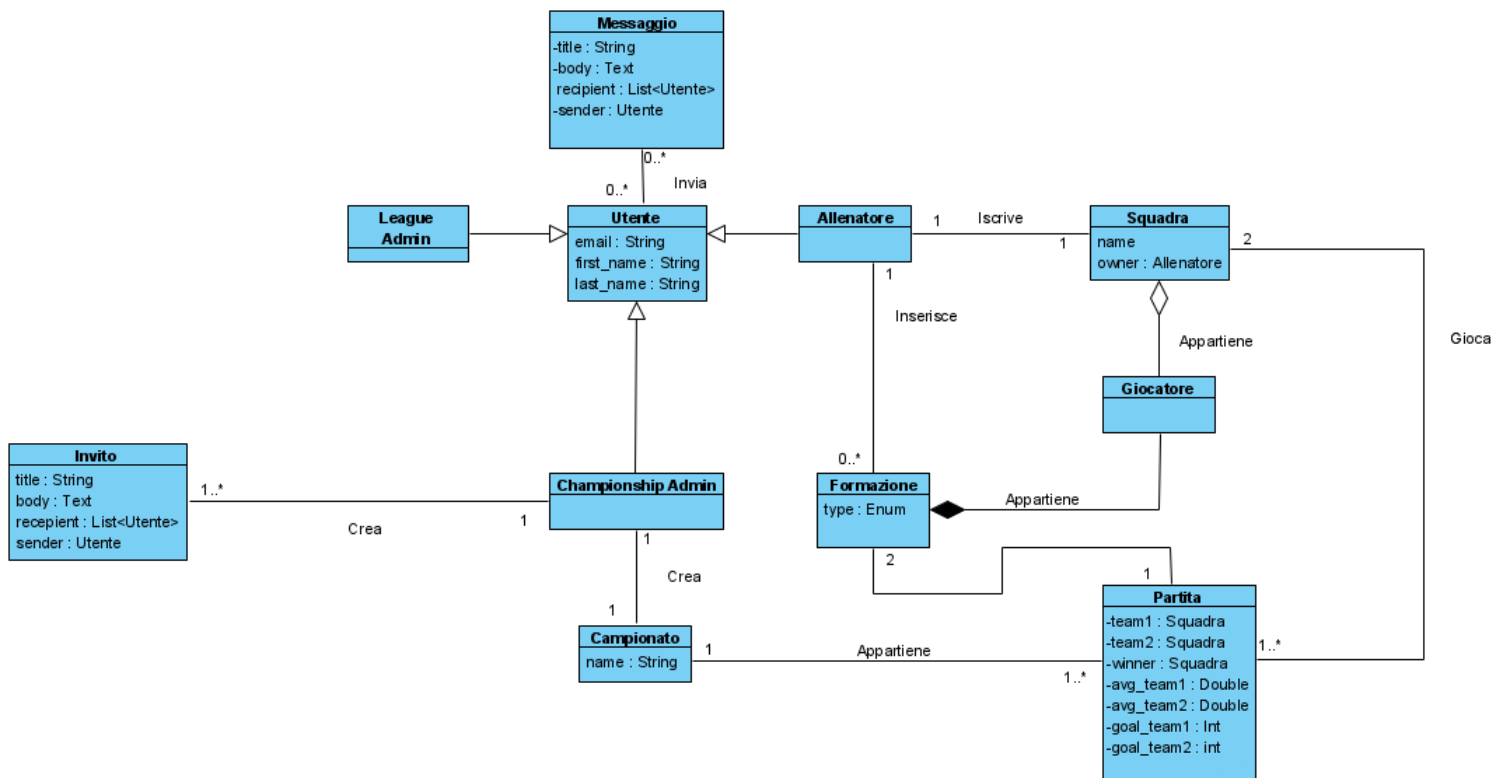 Messaggio
-title : String
-body : Text
recipient : List<Utente>
-sender : Utente
0..*
0..*
Invia
League
Admin
Utente
email : String
first_name : String
last_name : String
Allenatore
1
Iscrive
1
Squadra
name
owner : Allenatore
2
1
Inserisce
Appartiene
Gioca
Giocatore
Invito
title : String
body : Text
recepient : List<Utente>
sender : Utente
1..*
Crea
1
Championship Admin
1
Crea
1
0..*
Formazione
type : Enum
Appartiene
2
1
Campionato
name : String
1
Appartiene
1..*
Partita
-team1 : Squadra
-team2 : Squadra
-winner : Squadra
-avg_team1 : Double
-avg_team2 : Double
-goal_team1 : Int
-goal_team2 : int
1..*